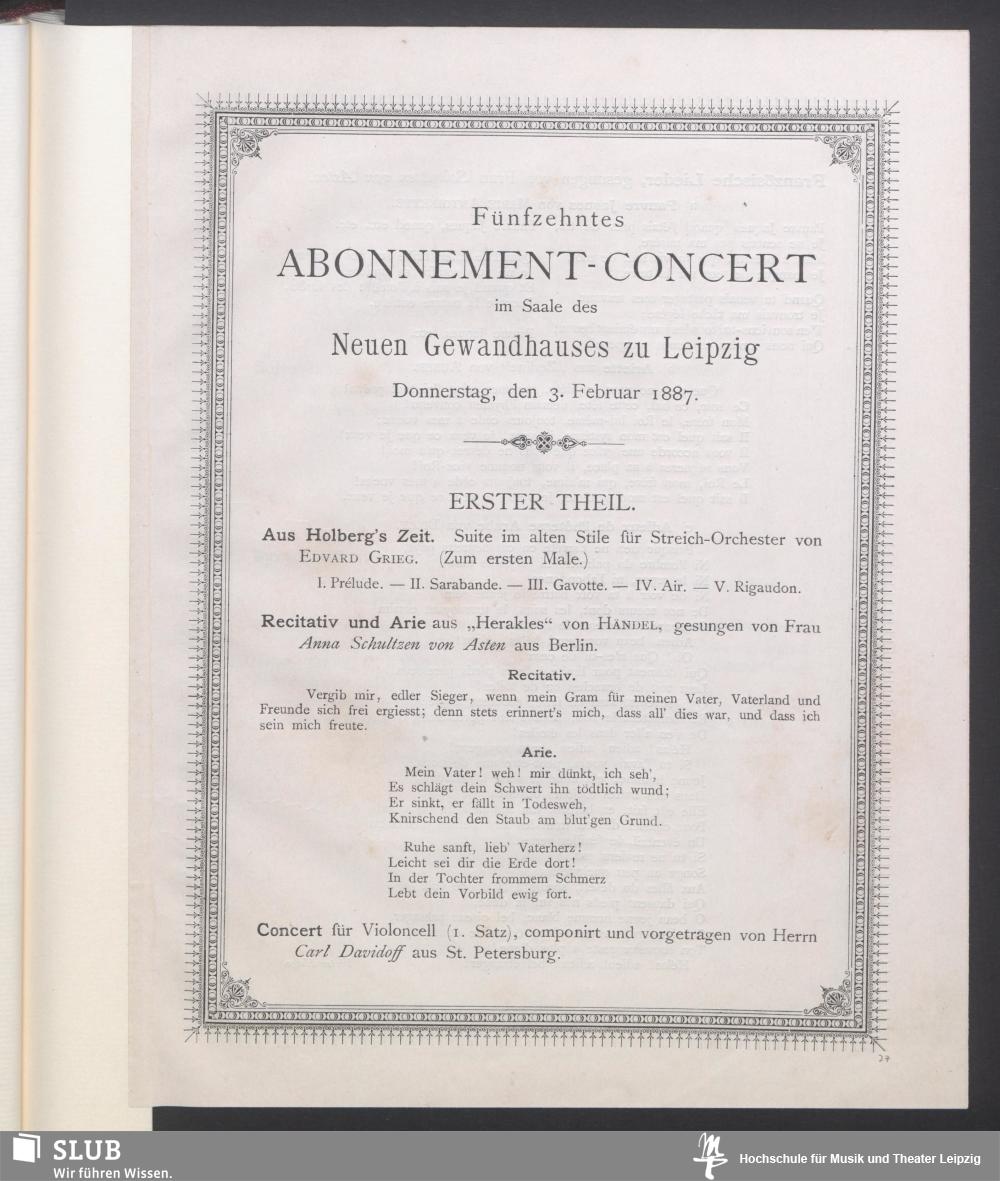 Fünfzehntes
ABONNEMENT-CONCERT
im Saale des
Neuen Gewandhauses zu Leipzig
Donnerstag, den 3. Februar 1887.
ERSTER THEIL.
Aus Holberg's Zeit. Suite im alten Stile für Streich-Orchester von
EDVARD GRIEG. (Zum ersten Male.)
I. Prélude. — II. Sarabande. — III. Gavotte. — IV. Air. — V. Rigaudon.
Recitativ und Arie aus „Herakles“ von HÄNDEL, gesungen von Frau
Anna Schultzen von Asten aus Berlin.
Recitativ.
Vergib mir, edler Sieger, wenn mein Gram für meinen Vater, Vaterland und
Freunde sich frei ergiesst; denn stets erinnert's mich, dass all' dies war, und dass ich
sein mich freute.
Arie.
Mein Vater! weh! mir dünkt, ich seh',
Es schlägt dein Schwert ihn tödtlich wund;
Er sinkt, er fällt in Todesweh,
Knirschend den Staub am blut'gen Grund.
Ruhe sanft, lieb' Vaterherz!
Leicht sei dir die Erde dort!
In der Tochter frommem Schmerz
Lebt dein Vorbild ewig fort.
Concert für Violoncell (1. Satz), componirt und vorgetragen von Herrn
Carl Davidoff aus St. Petersburg.
27
SLUB
Wir führen Wissen.
Hochschule für Musik und Theater Leipzig